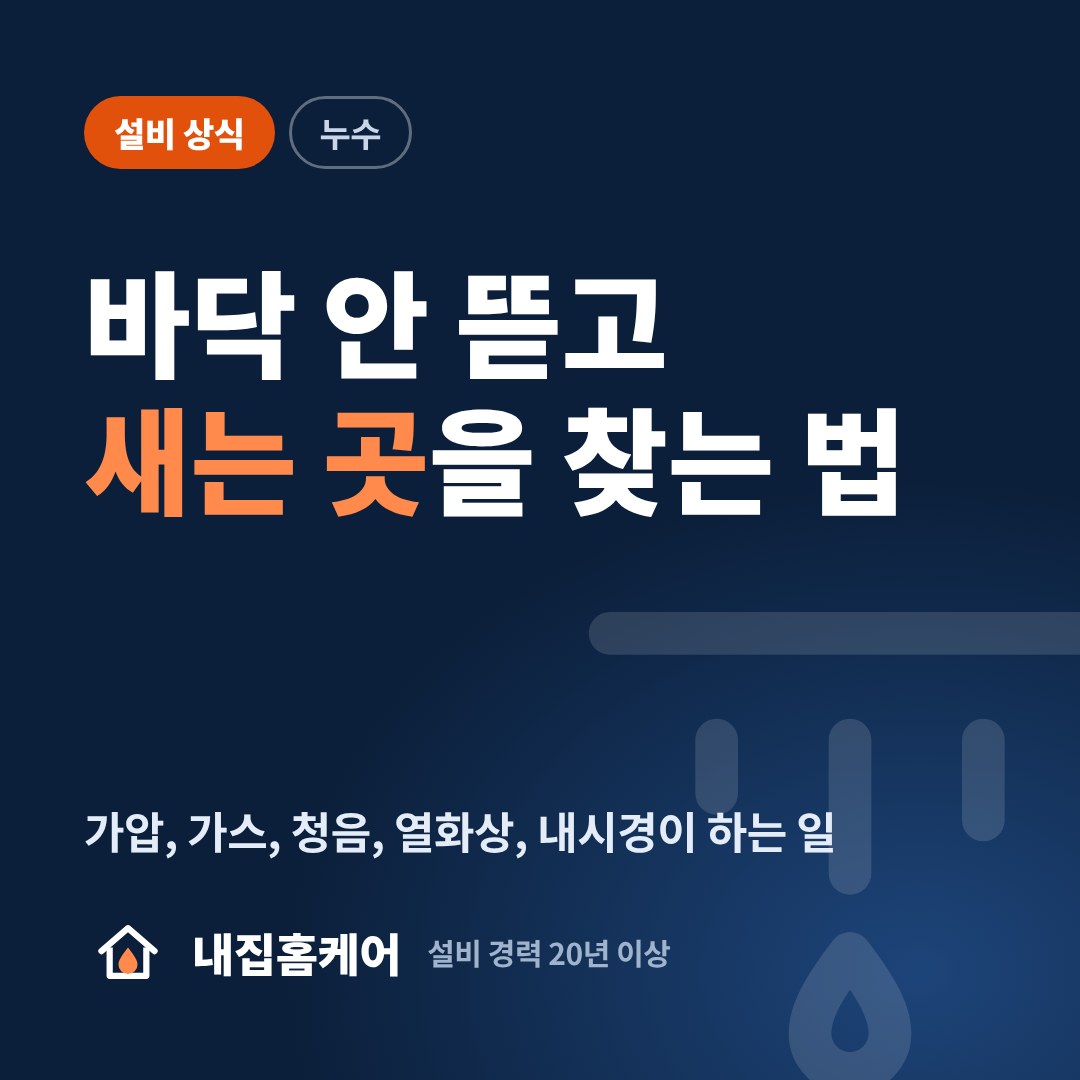 설비 상식 누수
바닥 안 뜯고
새는 곳을 찾는 법
가압, 가스, 청음, 열화상, 내시경이 하는 일
내집홈케어 설비 경력 20년 이상